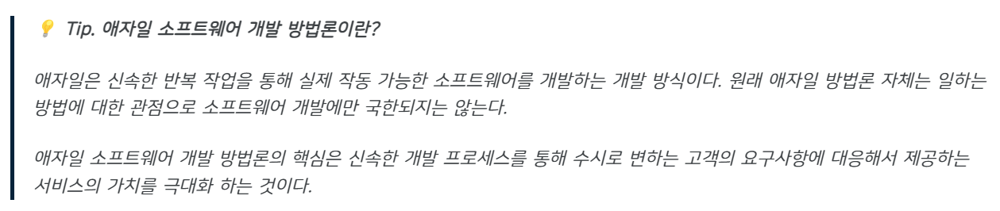 💡 Tip. 애자일 소프트웨어 개발 방법론이란?
애자일은 신속한 반복 작업을 통해 실제 작동 가능한 소프트웨어를 개발하는 개발 방식이다. 원래 애자일 방법론 자체는 일하는
방법에 대한 관점으로 소프트웨어 개발에만 국한되지는 않는다.
애자일 소프트웨어 개발 방법론의 핵심은 신속한 개발 프로세스를 통해 수시로 변하는 고객의 요구사항에 대응해서 제공하는
서비스의 가치를 극대화 하는 것이다.